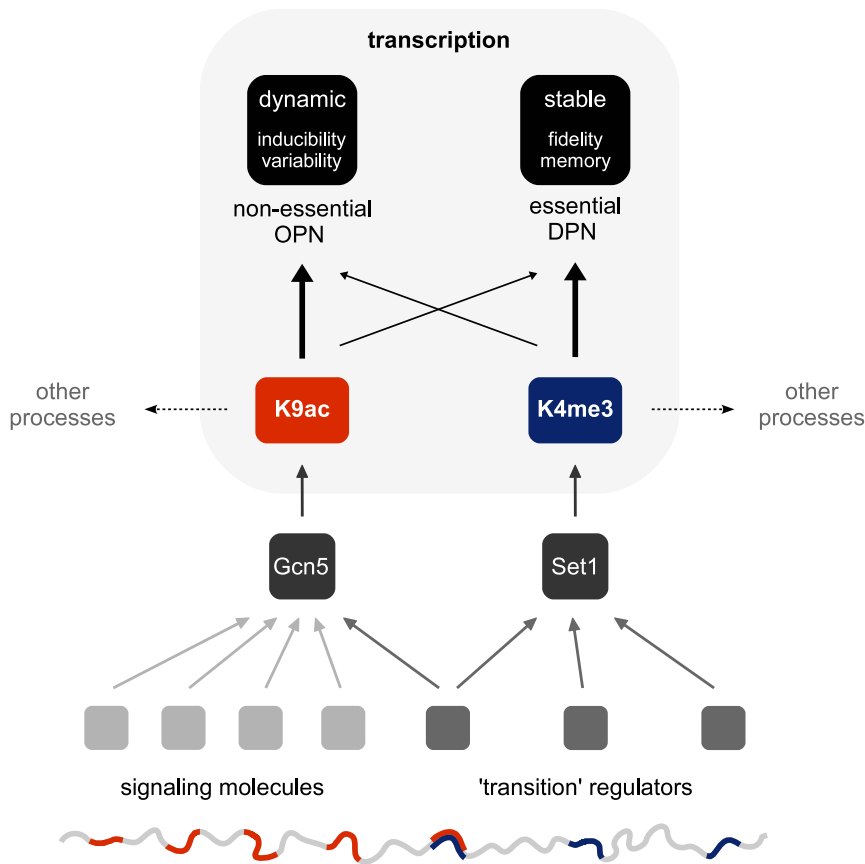 transcription
dynamic
inducibility
variability
stable
fidelity
memory
non-essential
OPN
essential
DPN
other
processes
K9ac
K4me3
other
processes
Gcn5
Set1
signaling molecules
'transition' regulators